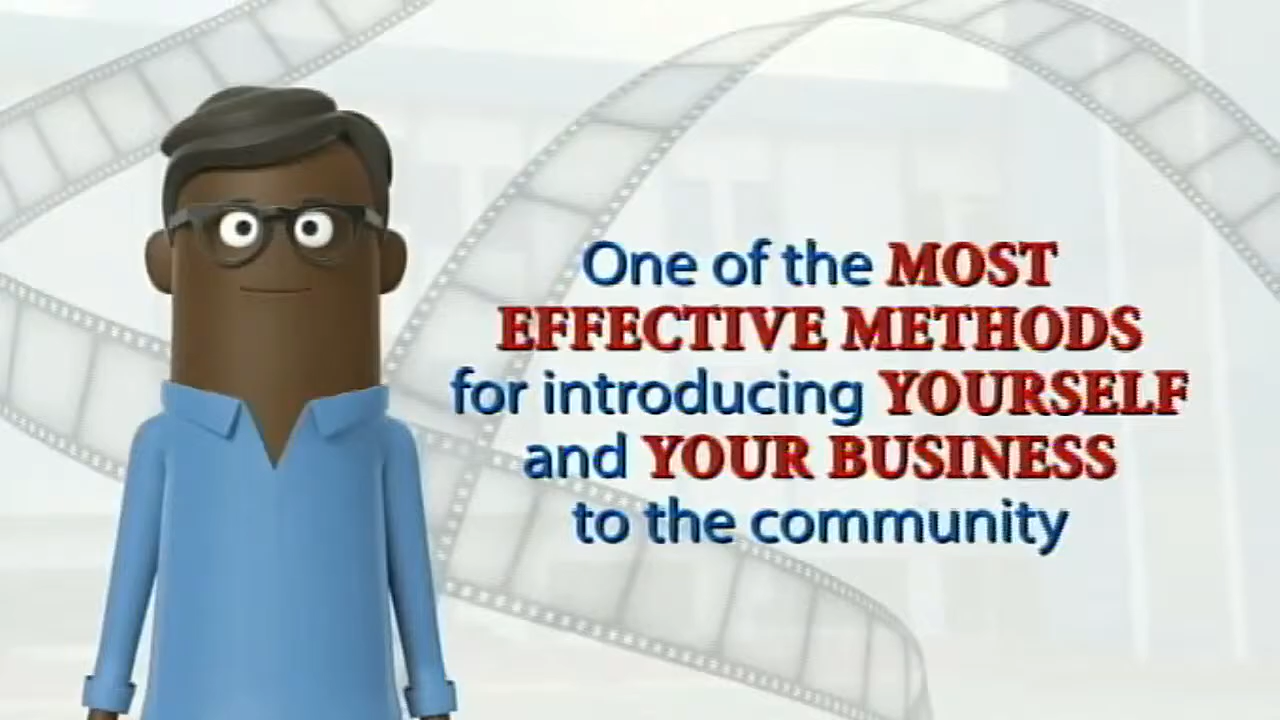 One of the MOST
EFFECTIVE METHODS
for introducing YOURSELF
and YOUR BUSINESS
to the community